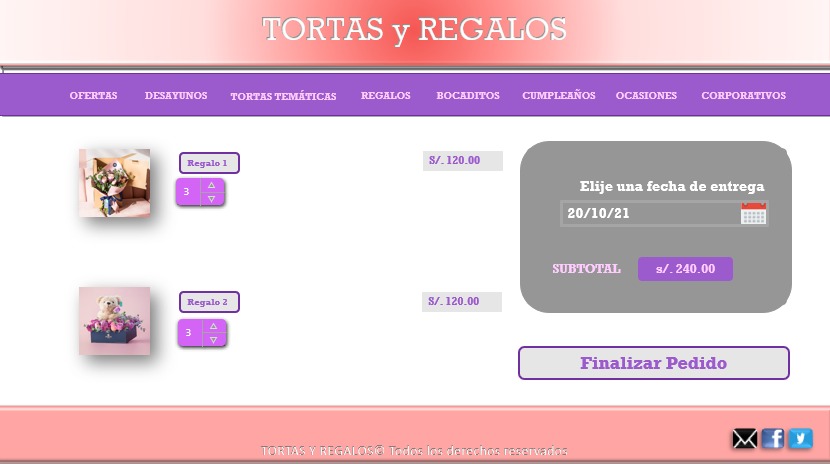 TORTAS y REGALOS
OFERTAS DESAYUNOS TORTAS TEMÁTICAS REGALOS BOCADITOS CUMPLEAÑOS OCASIONES CORPORATIVOS
Regalo 1
S/. 120.00
3
Elije una fecha de entrega
20/10/21
SUBTOTAL s/. 240.00
Regalo 2
S/. 120.00
3
Finalizar Pedido
TORTAS Y REGALOS© Todos los derechos reservados